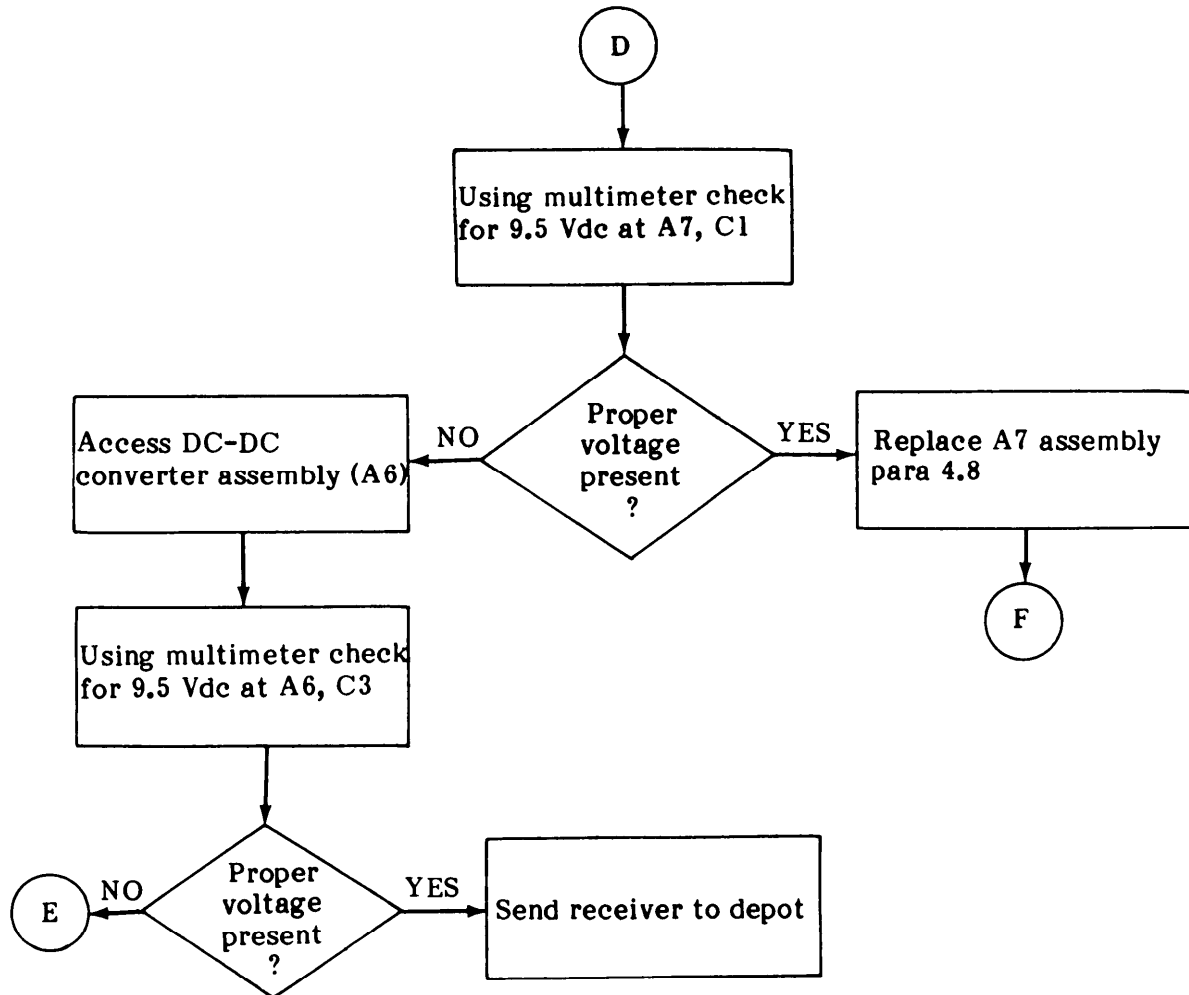 D
Using multimeter check
for 9.5 Vdc at A7, C1
Proper
voltage
present
?
NO
YES
Access DC-DC
converter assembly (A6)
Replace A7 assembly
para 4.8
F
Using multimeter check
for 9.5 Vdc at A6, C3
Proper
voltage
present
?
NO
YES
E
Send receiver to depot